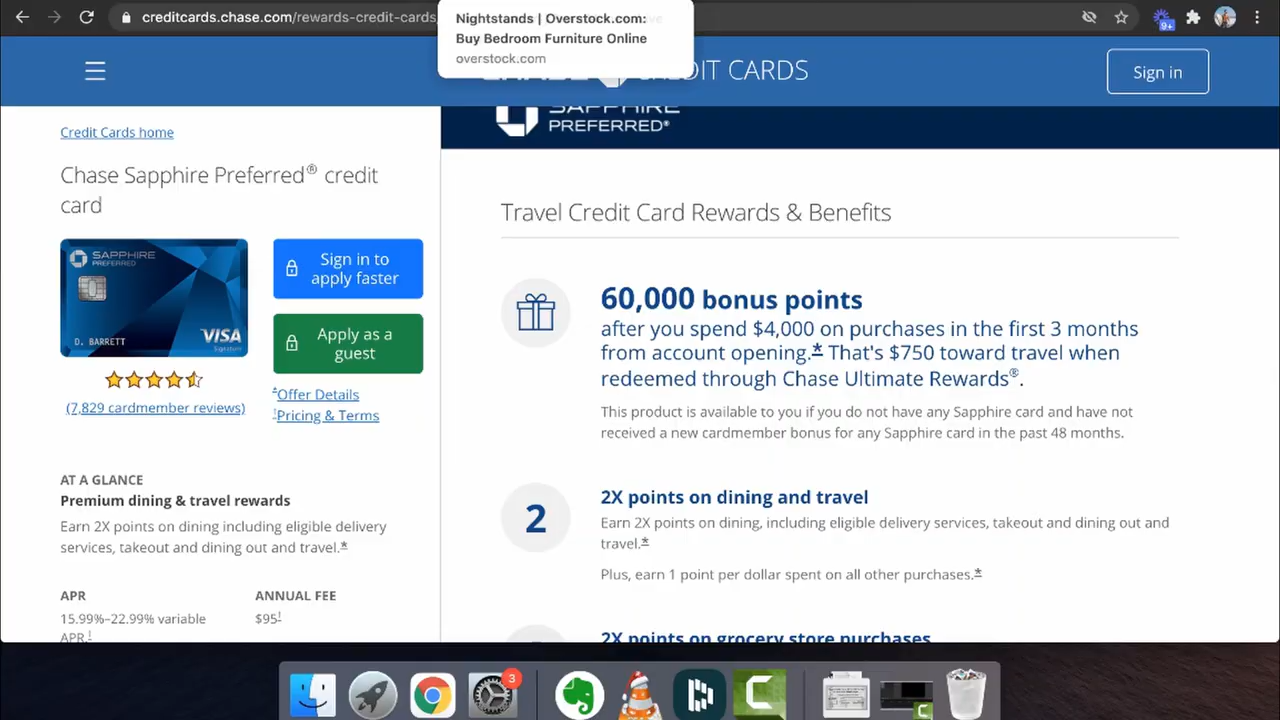 creditcards.chase.com/rewards-credit-cards
Nightstands | Overstock.com:
Buy Bedroom Furniture Online
overstock.com
9+
CREDIT CARDS
Sign in
SAPPHIRE
PREFERRED®
Credit Cards home
Chase Sapphire Preferred® credit
card
SAPPHIRE
PREFERRED
D. BARRETT
VISA
Signature
Sign in to
apply faster
Apply as a
guest
(7,829 cardmember reviews)
*Offer Details
†Pricing & Terms
AT A GLANCE
Premium dining & travel rewards
Earn 2X points on dining including eligible delivery
services, takeout and dining out and travel.*
APR
15.99%–22.99% variable
APR.†
ANNUAL FEE
$95†
Travel Credit Card Rewards & Benefits
60,000 bonus points
after you spend $4,000 on purchases in the first 3 months
from account opening.* That's $750 toward travel when
redeemed through Chase Ultimate Rewards®.
This product is available to you if you do not have any Sapphire card and have not
received a new cardmember bonus for any Sapphire card in the past 48 months.
2
2X points on dining and travel
Earn 2X points on dining, including eligible delivery services, takeout and dining out and
travel.*
Plus, earn 1 point per dollar spent on all other purchases.*
2X points on grocery store purchases
3